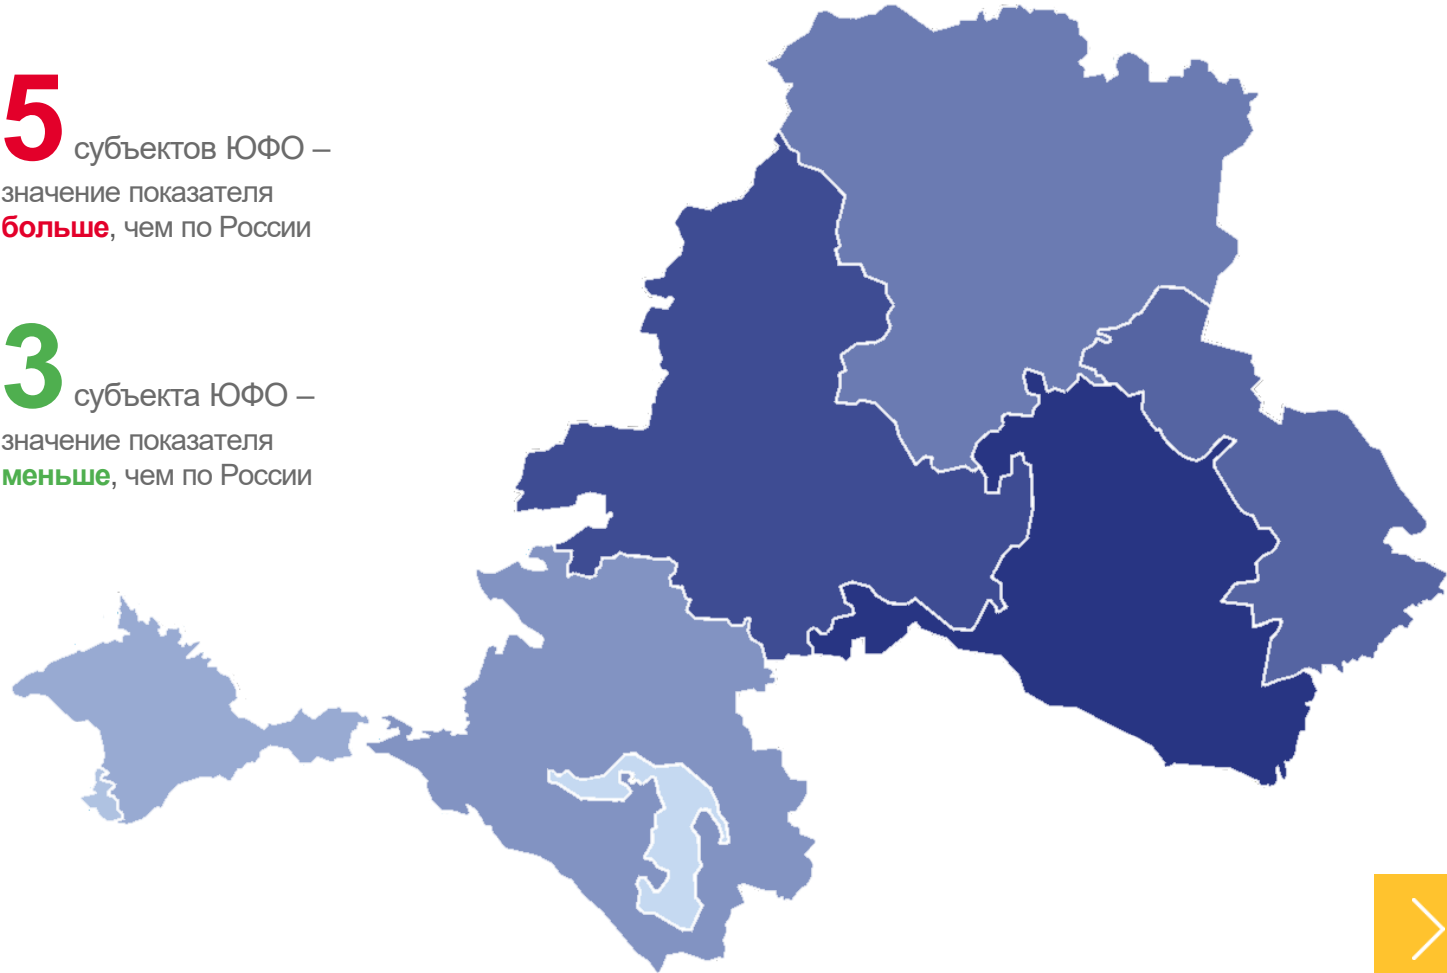 5 субъектов ЮФО –
значение показателя
больше, чем по России
3 субъекта ЮФО –
значение показателя
меньше, чем по России